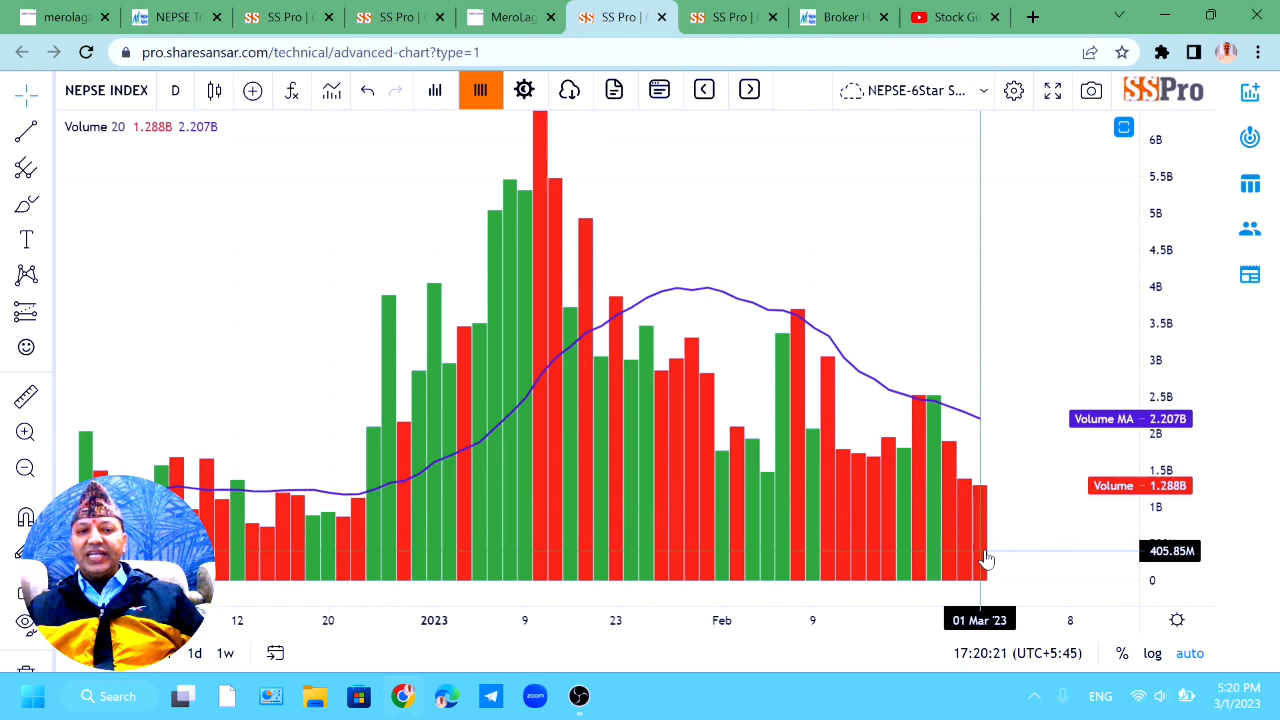 merolaga
NEPSE Tr
SS Pro | C
SS Pro | (
MeroLag
SS Pro | (
SS Pro | (
Broker H
Stock Gu
pro.sharesansar.com/technical/advanced-chart?type=1
NEPSE INDEX D NEPSE-6Star S... SSPro
Volume 20 1.288B 2.207B
6B
5.5B
5B
4.5B
4B
3.5B
3B
2.5B
Volume MA 2.207B
2B
1.5B
Volume 1.288B
1B
405.85M
0
12 20 2023 9 23 Feb 9 01 Mar '23 8
1d 1w 17:20:21 (UTC+5:45) % log auto
Search zoom ENG 5:20 PM
3/1/2023